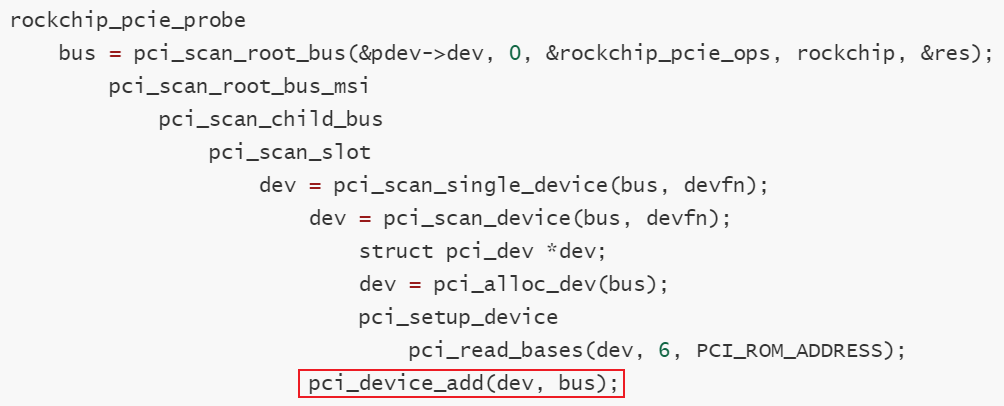 rockchip_pcie_probe
bus = pci_scan_root_bus(&pdev->dev, 0, &rockchip_pcie_ops, rockchip, &res);
pci_scan_root_bus_msi
pci_scan_child_bus
pci_scan_slot
dev = pci_scan_single_device(bus, devfn);
dev = pci_scan_device(bus, devfn);
struct pci_dev *dev;
dev = pci_alloc_dev(bus);
pci_setup_device
pci_read_bases(dev, 6, PCI_ROM_ADDRESS);
pci_device_add(dev, bus);